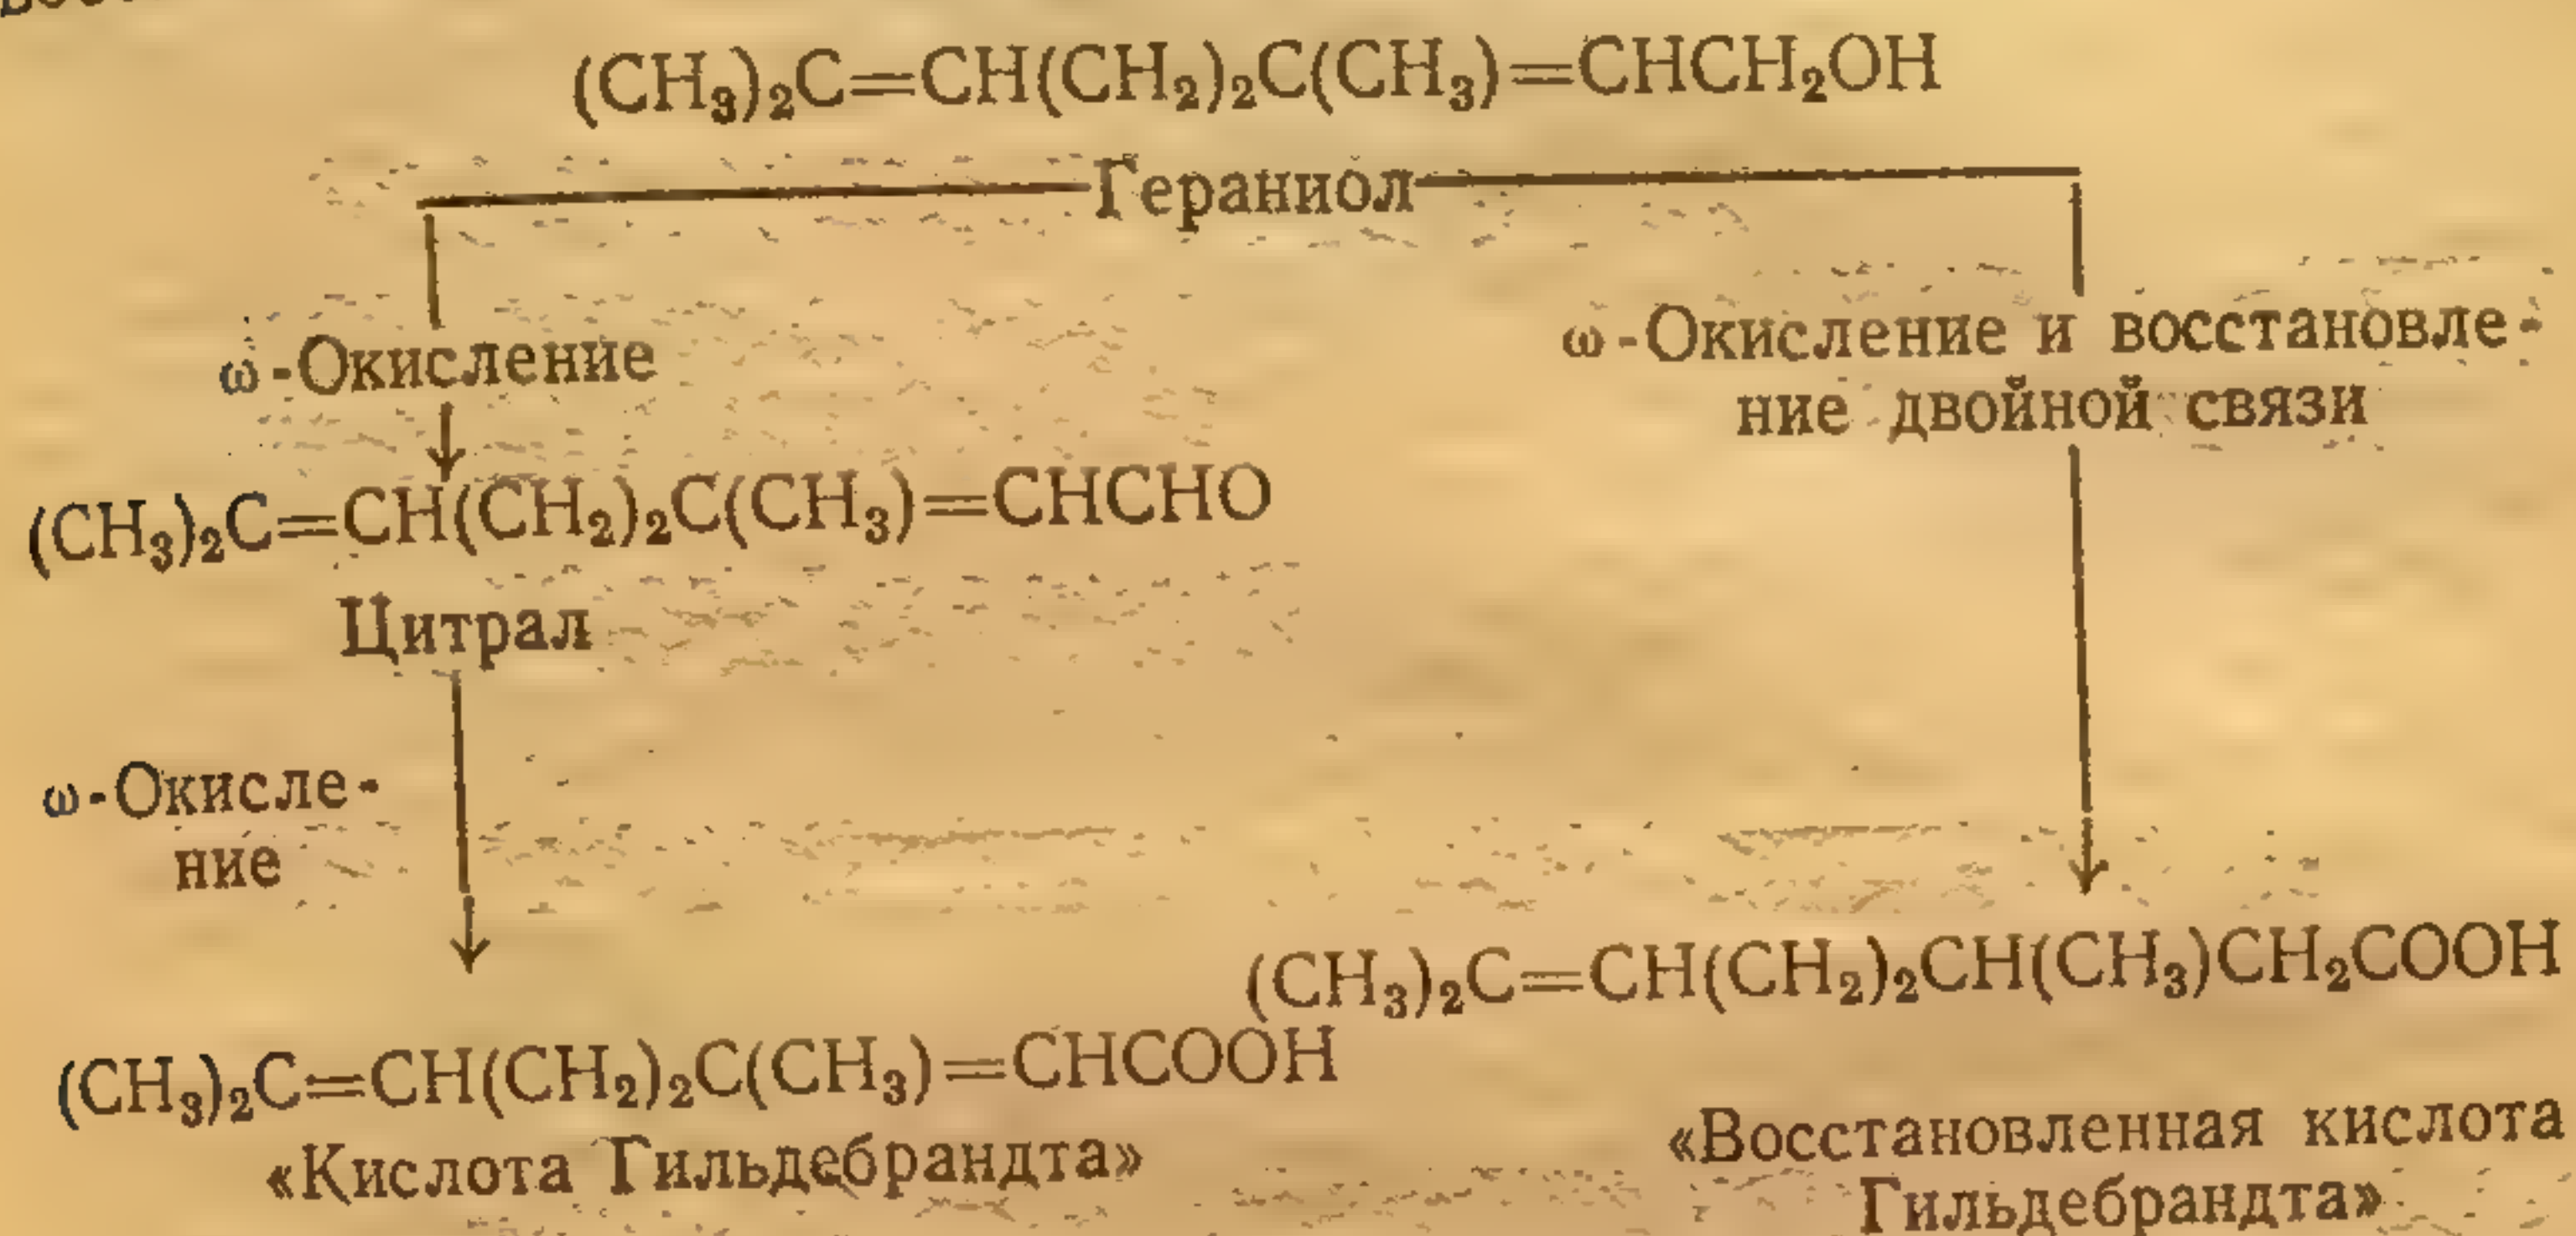 (CH₃)₂C=CH(CH₂)₂C(CH₃)=CHCH₂OH
Гераниол
ω-Окисление
ω-Окисление и восстановле-
ние двойной связи
(CH₃)₂C=CH(CH₂)₂C(CH₃)=CHCHO
Цитрал
ω-Окисле-
ние
(CH₃)₂C=CH(CH₂)₂CH(CH₃)CH₂COOH
(CH₃)₂C=CH(CH₂)₂C(CH₃)=CHCOOH
«Кислота Гильдебрандта»
«Восстановленная кислота
Гильдебрандта»